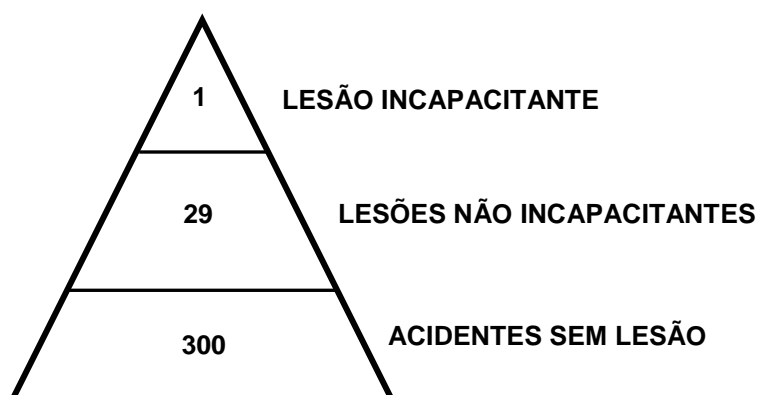 1 LESÃO INCAPACITANTE
29 LESÕES NÃO INCAPACITANTES
300 ACIDENTES SEM LESÃO